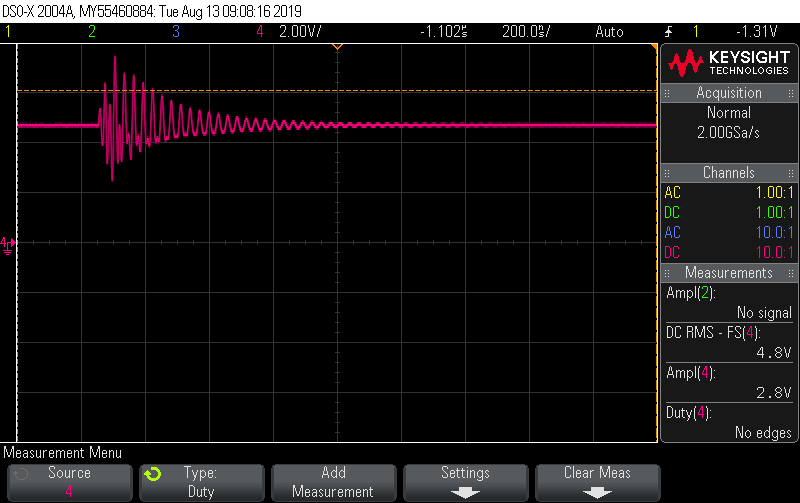 DSO-X 2004A, MY55460884: Tue Aug 13 09:08:16 2019
1 2 3 4 2.00V/ -1.102s 200.0s/ Auto 1 -1.31V
KEYSIGHT
TECHNOLOGIES
Acquisition
Normal
2.00GSa/s
Channels
AC 1.00:1
DC 1.00:1
AC 10.0:1
DC 10.0:1
4
Measurements
Ampl(2):
No signal
DC RMS - FS(4):
4.8V
Ampl(4):
2.8V
Duty(4):
No edges
Measurement Menu
Source
4
Type:
Duty
Add
Measurement
Settings
Clear Meas